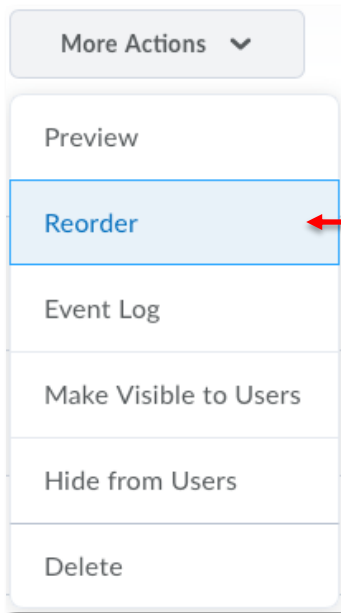 More Actions
Preview
Reorder
Event Log
Make Visible to Users
Hide from Users
Delete